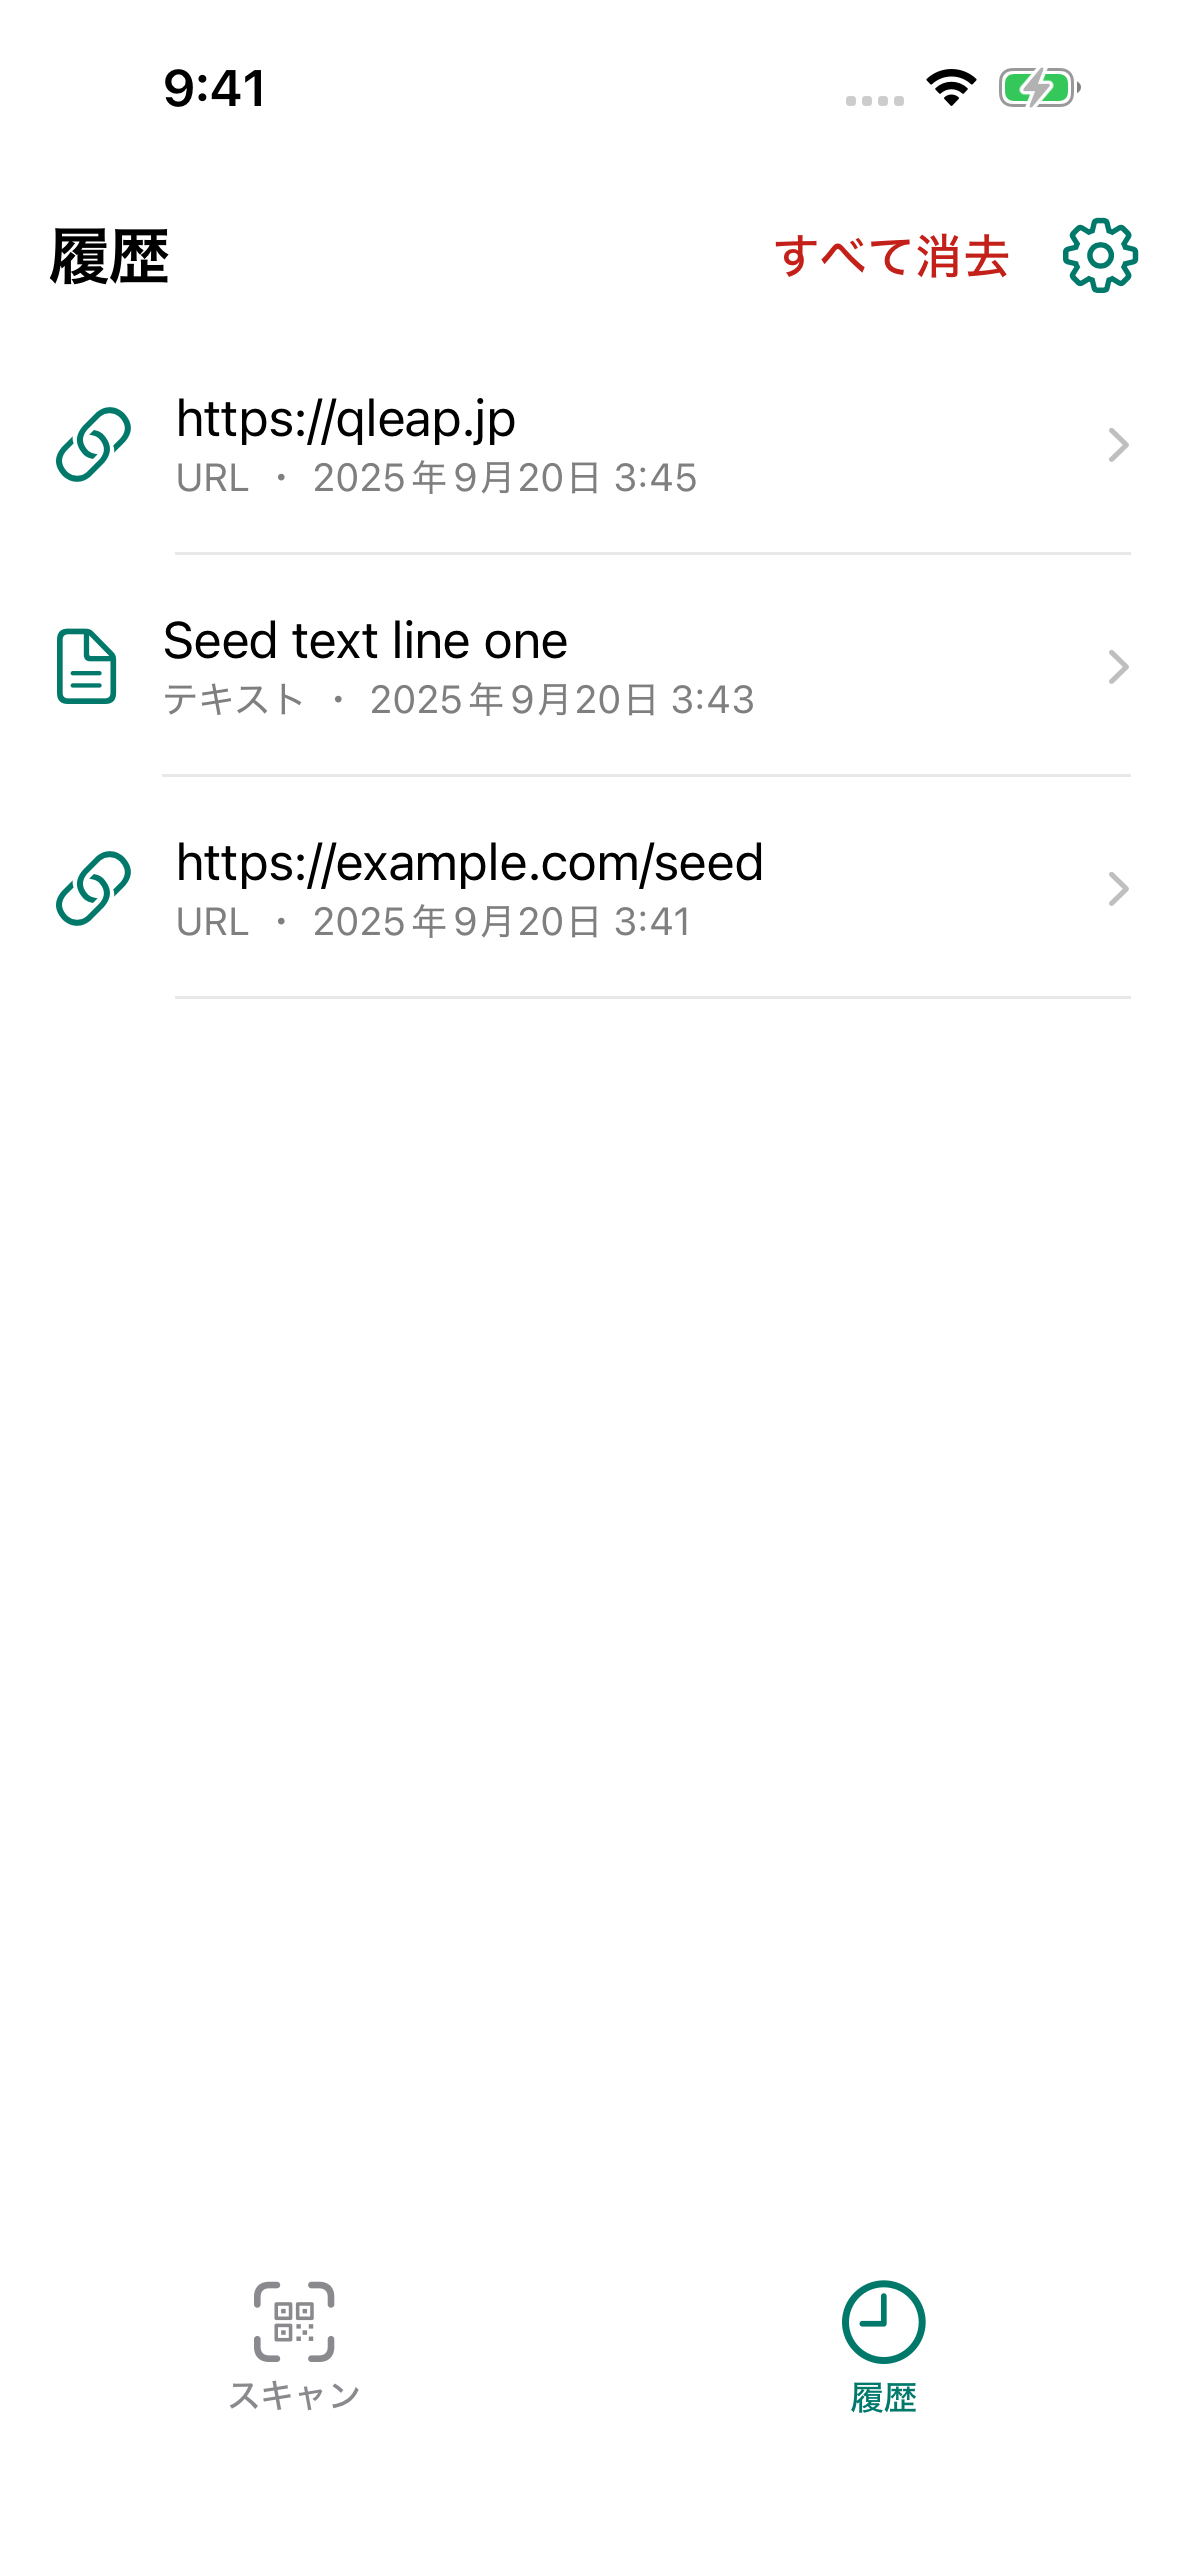 9:41
履歴
すべて消去
https://qleap.jp
URL ・ 2025年9月20日 3:45
Seed text line one
テキスト ・ 2025年9月20日 3:43
https://example.com/seed
URL ・ 2025年9月20日 3:41
スキャン
履歴